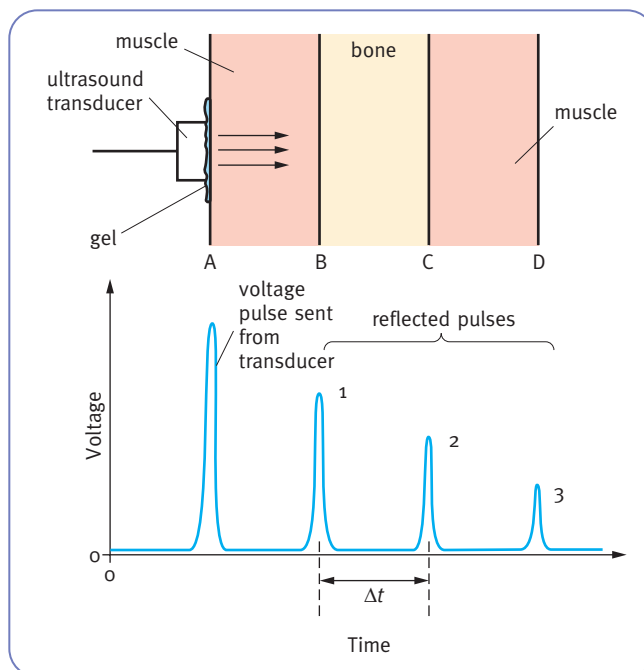 muscle
bone
ultrasound
transducer
muscle
gel
A
B
C
D
voltage
pulse sent
from
transducer
reflected pulses
1
2
3
Voltage
0
0
Δt
Time